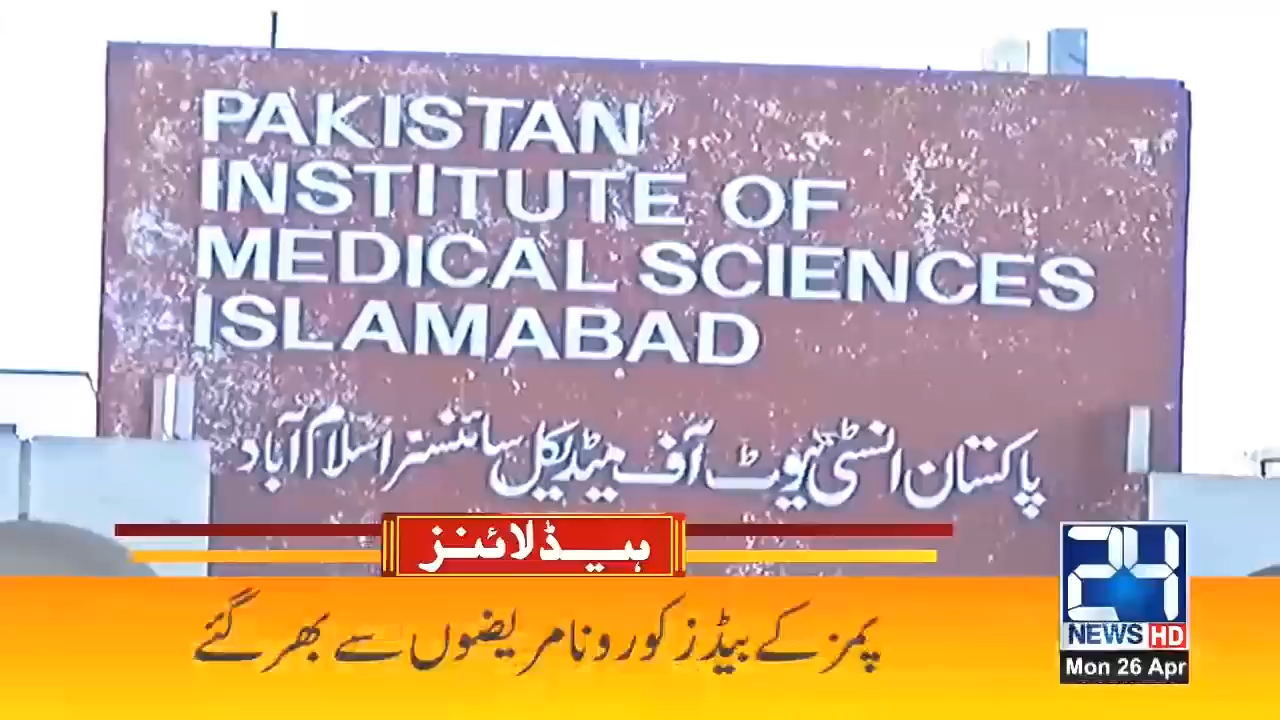 PAKISTAN
INSTITUTE OF
MEDICAL SCIENCES
ISLAMABAD
پاکستان انسٹی ٹیوٹ آف میڈیکل سائنسز اسلام آباد
ہیڈلائنز
پمز کے بیڈز کورونا مریضوں سے بھر گئے
24
NEWS HD
Mon 26 Apr